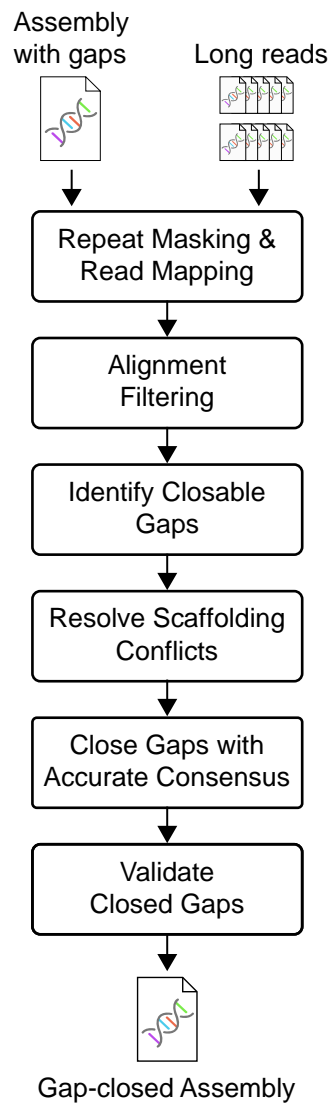 Assembly
with gaps
Long reads
Repeat Masking &
Read Mapping
Alignment
Filtering
Identify Closable
Gaps
Resolve Scaffolding
Conflicts
Close Gaps with
Accurate Consensus
Validate
Closed Gaps
Gap-closed Assembly